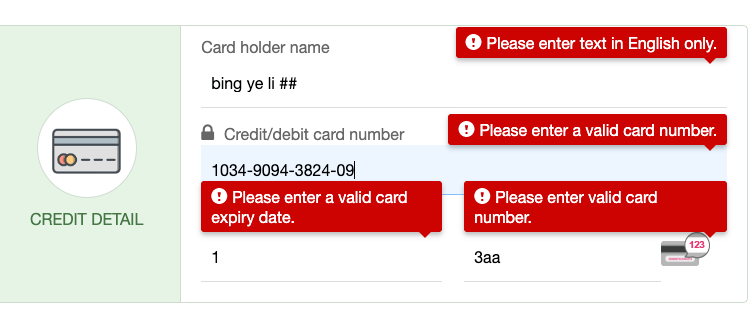 Card holder name
Please enter text in English only.
bing ye li ##
Credit/debit card number
Please enter a valid card number.
1034-9094-3824-09
Please enter a valid card
expiry date.
Please enter valid card
number.
1
3aa
123
CREDIT DETAIL